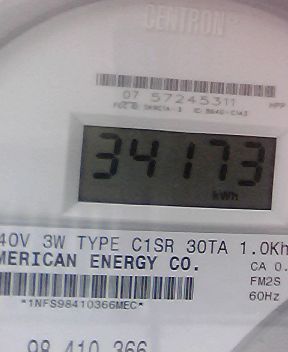 CENTRON®
07 57245311
HPP
34173
kWh
40V 3W TYPE C1SR 30TA 1.0Kh
MERICAN ENERGY CO.
CA 0.
FM2S
60Hz
*1NFS98410366MEC*
98 410 366